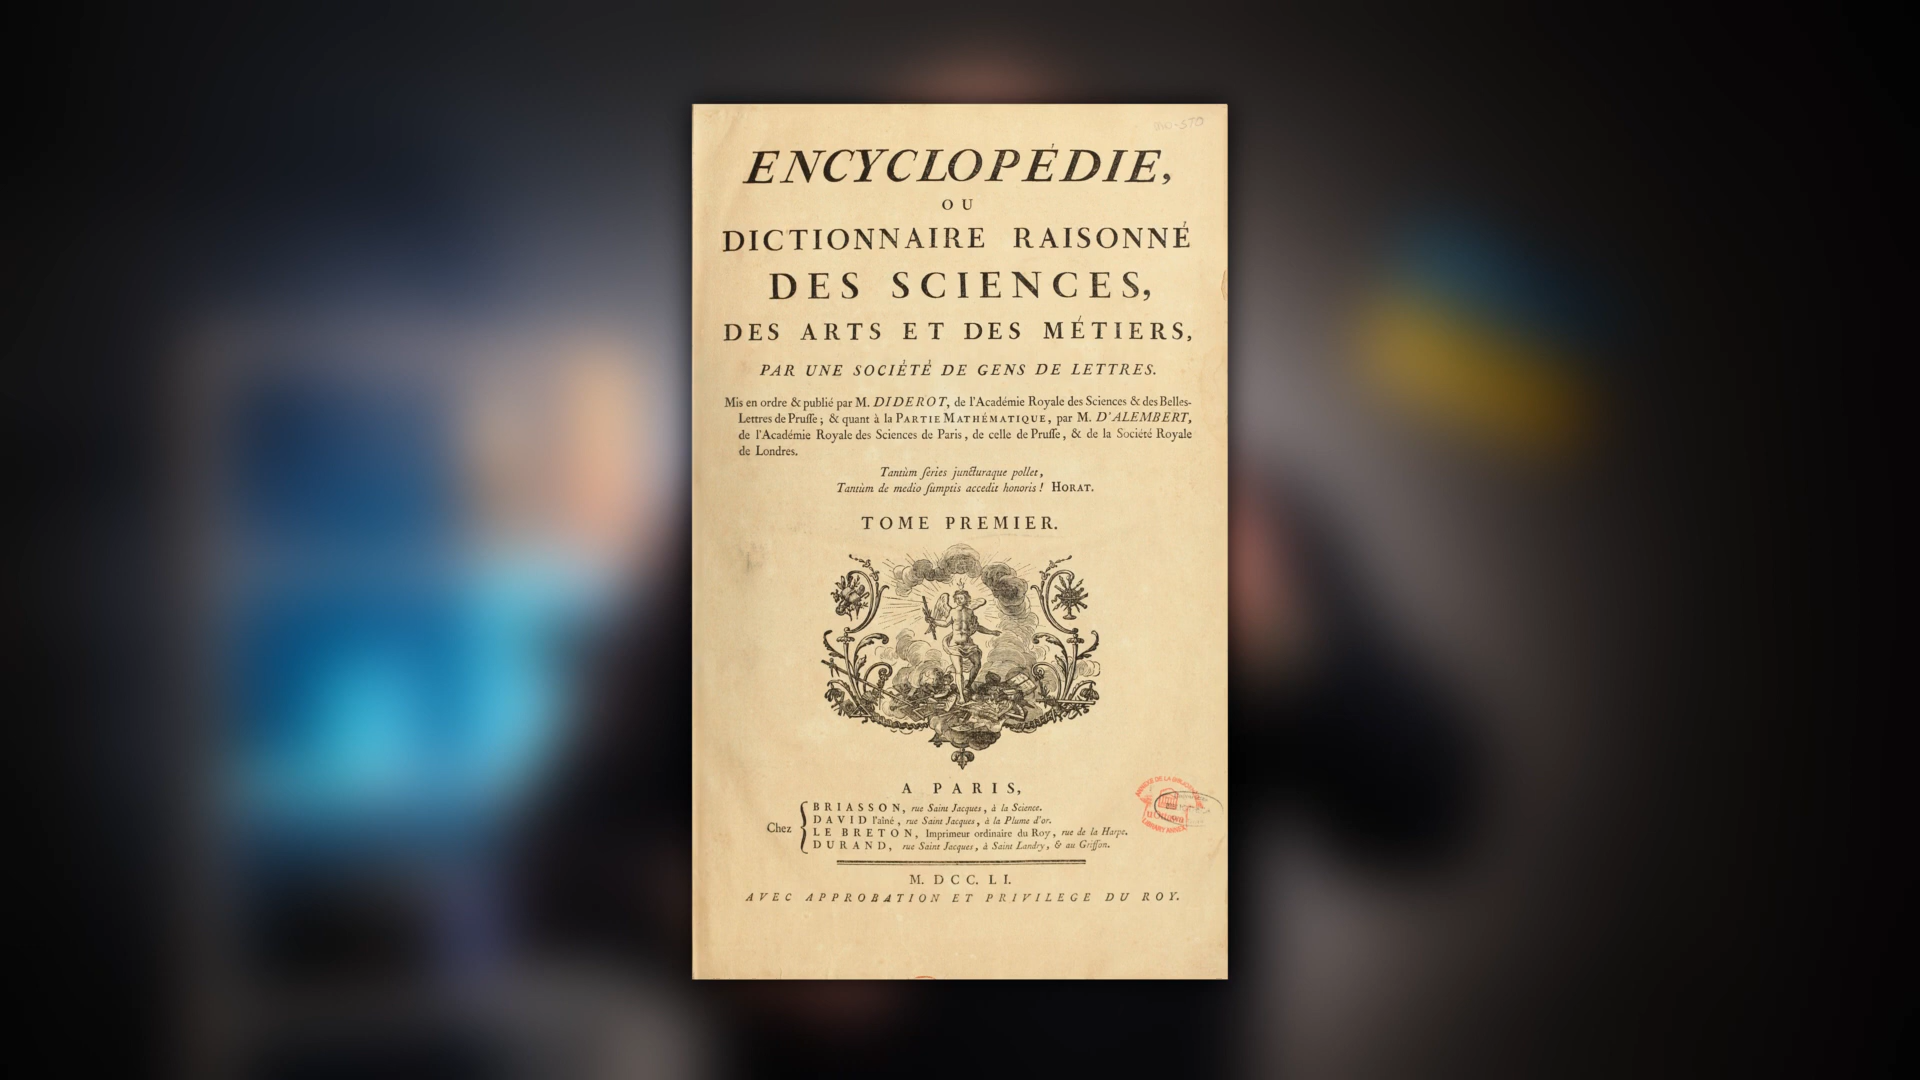 ENCYCLOPÉDIE,
OU
DICTIONNAIRE RAISONNÉ
DES SCIENCES,
DES ARTS ET DES MÉTIERS,
PAR UNE SOCIÉTÉ DE GENS DE LETTRES.
Mis en ordre & publié par M. DIDEROT, de l'Académie Royale des Sciences & des Belles-
Lettres de Pruſſe; & quant à la PARTIE MATHÉMATIQUE, par M. D'ALEMBERT,
de l'Académie Royale des Sciences de Paris, de celle de Pruſſe, & de la Société Royale
de Londres.
Tantùm ſeries juncturaque pollet,
Tantùm de medio ſumptis accedit honoris! HORAT.
TOME PREMIER.
A PARIS,
Chez
BRIASSON, rue Saint Jacques, à la Science.
DAVID l'aîné, rue Saint Jacques, à la Plume d'or.
LE BRETON, Imprimeur ordinaire du Roy, rue de la Harpe.
DURAND, rue Saint Jacques, à Saint Landry, & au Griffon.
M. DCC. LI.
AVEC APPROBATION ET PRIVILEGE DU ROY.